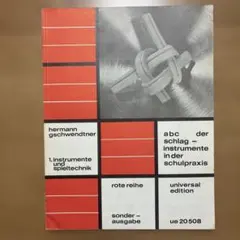 hermann
gschwendtner
1. instrumente
und
spieltechnik
abc der
schlag –
instrumente
in der
schulpraxis
rote reihe
universal
edition
sonder –
ausgabe
ue 20 508